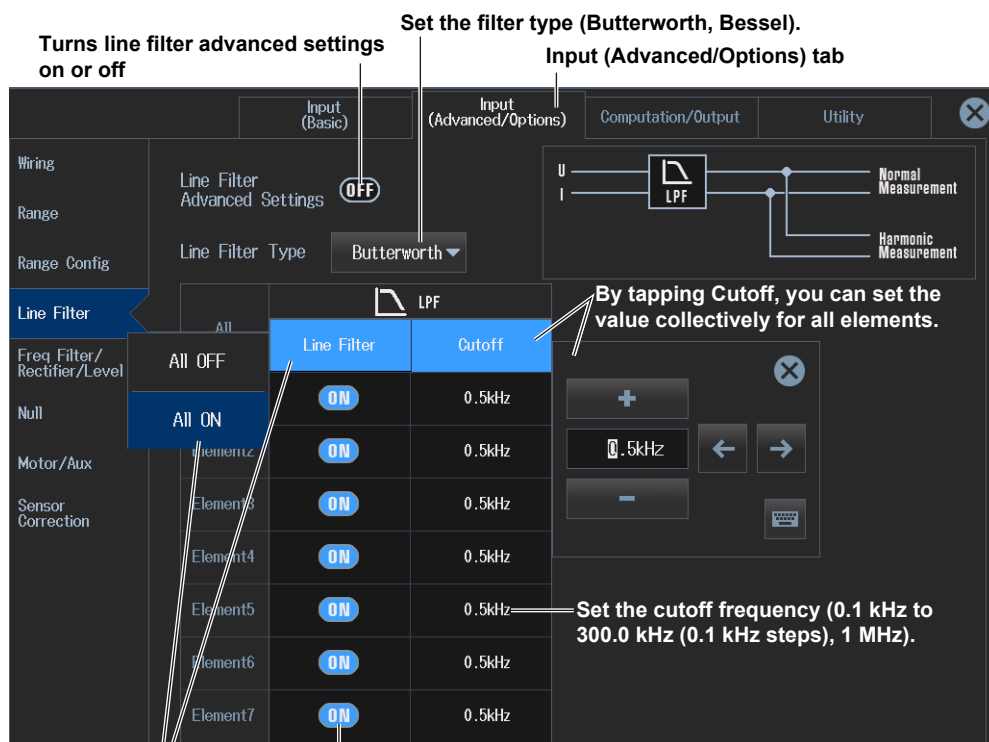 Set the filter type (Butterworth, Bessel).
Turns line filter advanced settings
on or off
Input (Advanced/Options) tab
Input
(Basic)
Input
(Advanced/Options)
Computation/Output
Utility
Wiring
Range
Range Config
Line Filter
Freq Filter/
Rectifier/Level
Null
Motor/Aux
Sensor
Correction
Line Filter
Advanced Settings
OFF
Line Filter Type
Butterworth
U
I
LPF
Normal
Measurement
Harmonic
Measurement
LPF
By tapping Cutoff, you can set the
value collectively for all elements.
All
Line Filter
Cutoff
All OFF
All ON
ON
0.5kHz
Element2
ON
0.5kHz
Element3
ON
0.5kHz
Element4
ON
0.5kHz
Element5
ON
0.5kHz
Element6
ON
0.5kHz
Element7
ON
0.5kHz
0.5kHz
Set the cutoff frequency (0.1 kHz to
300.0 kHz (0.1 kHz steps), 1 MHz).